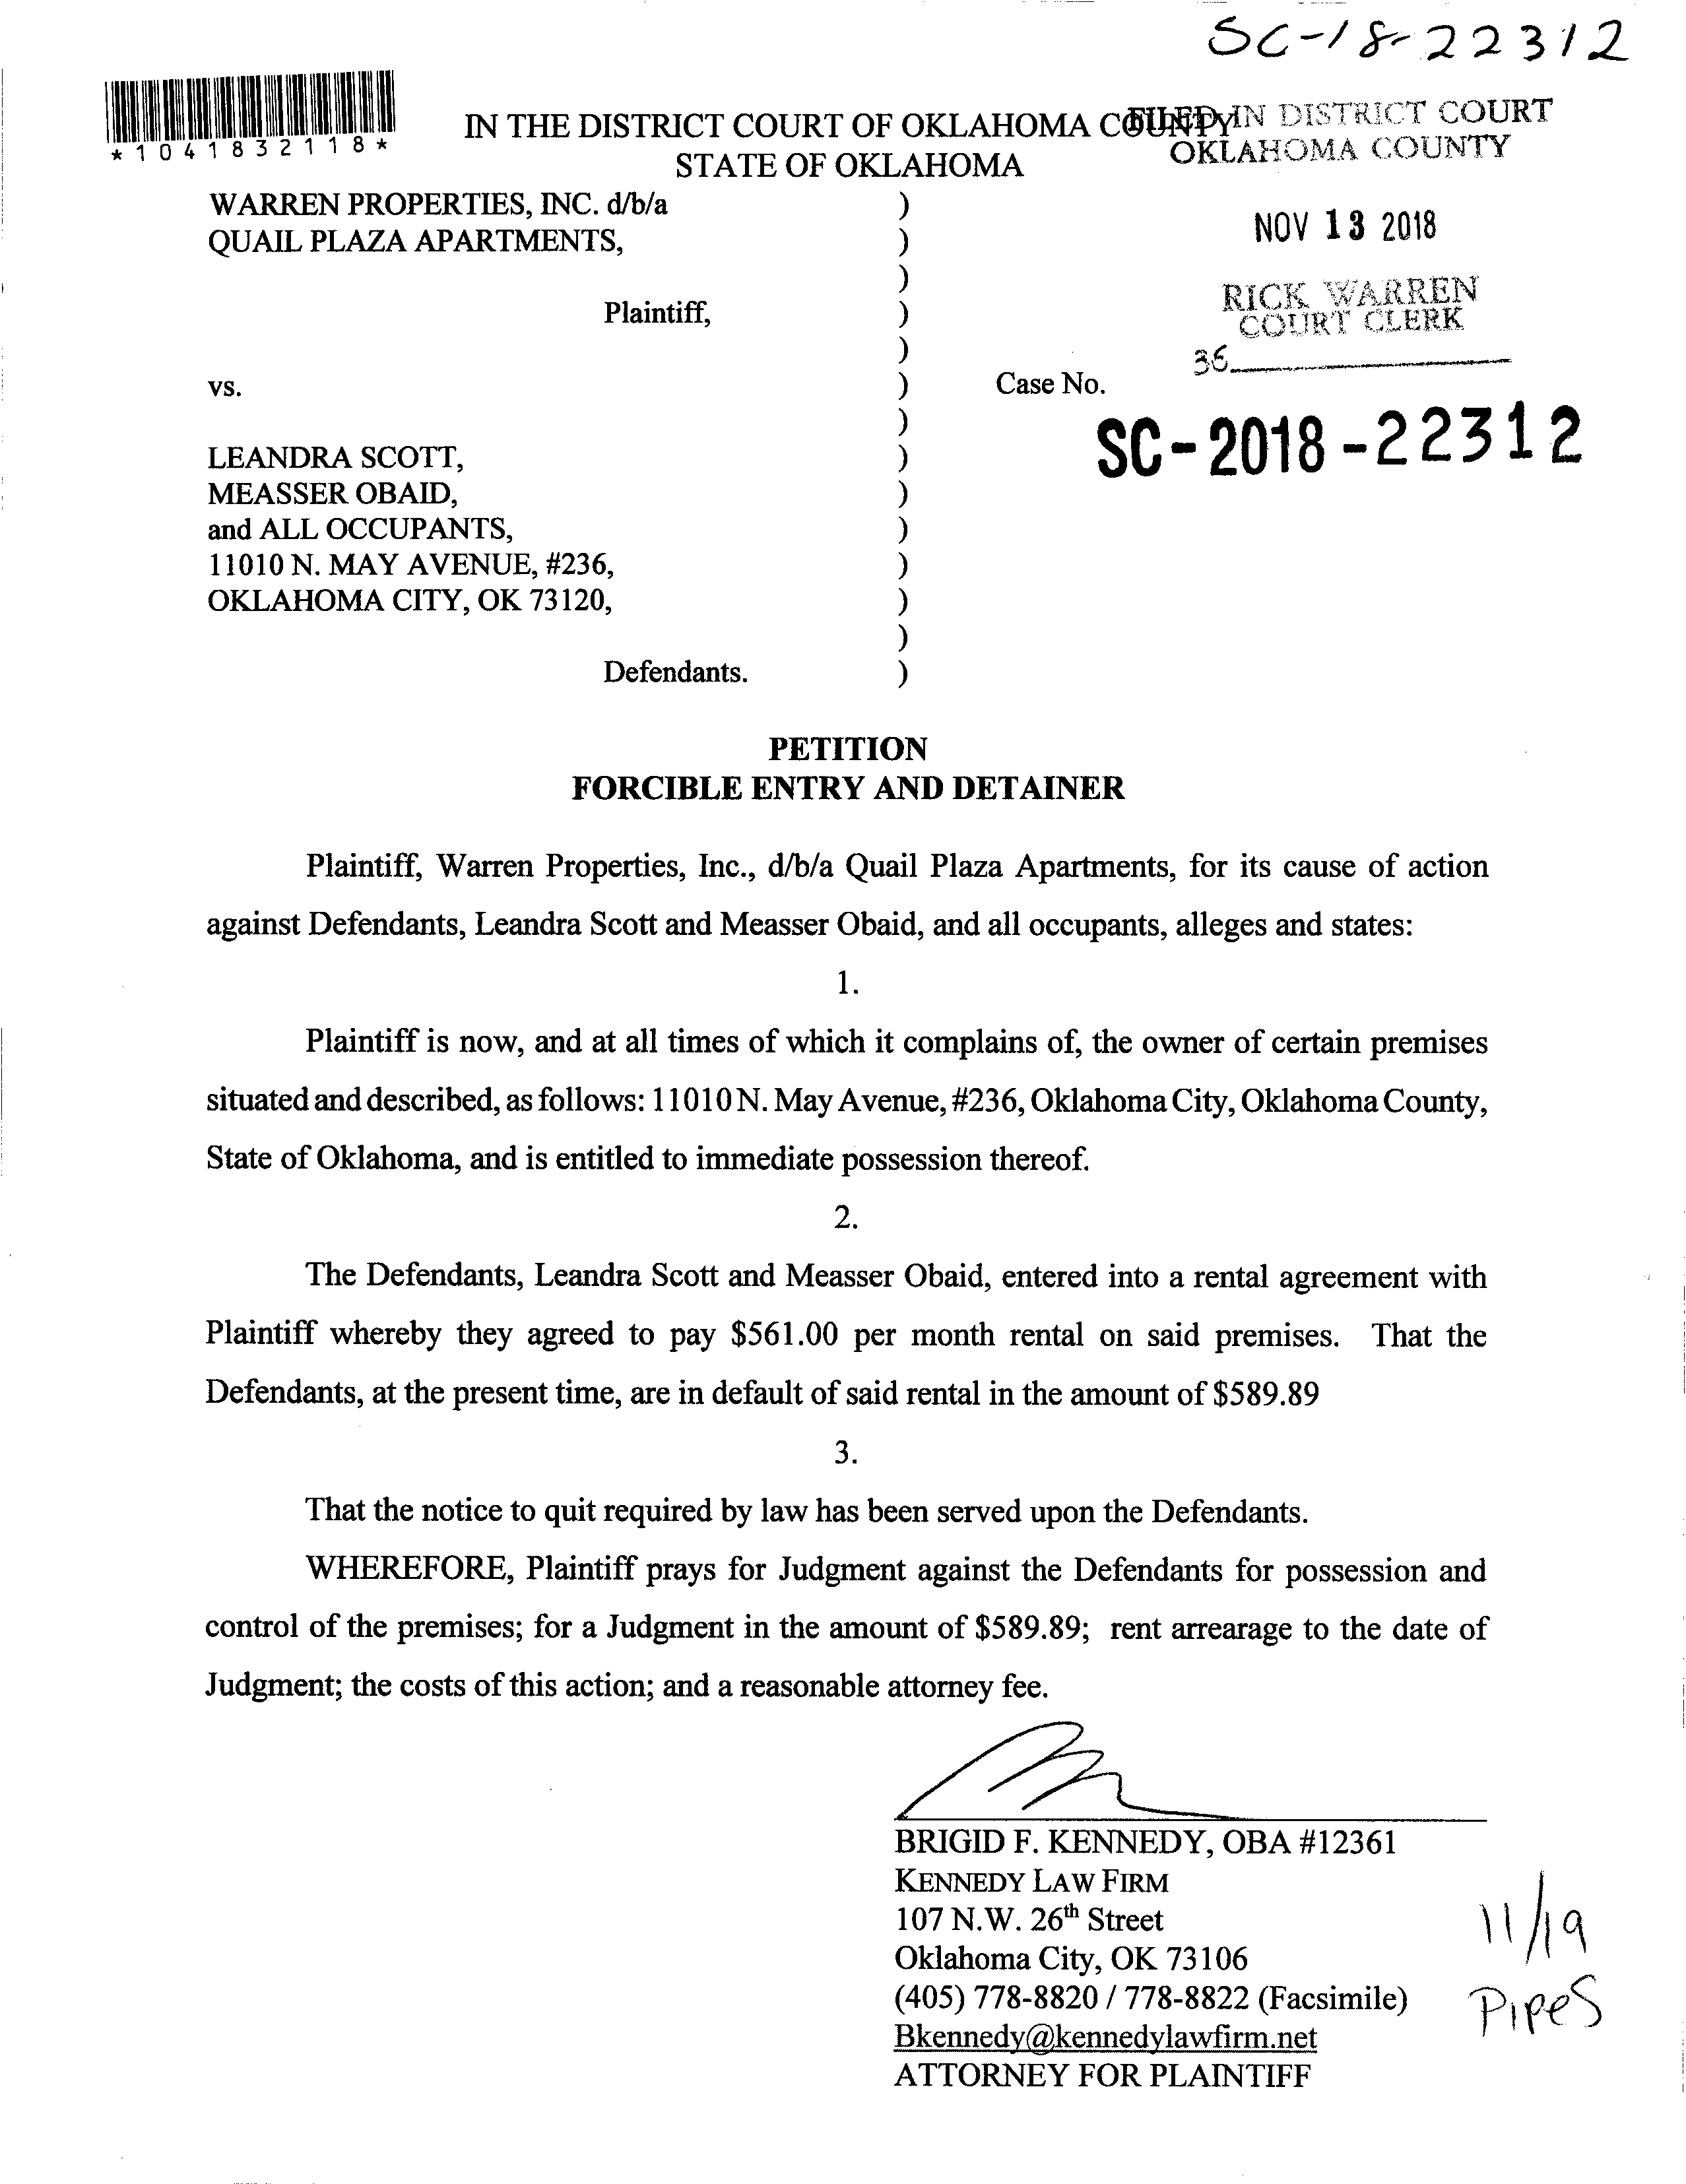 SC-18-22312
*1041832118*
IN THE DISTRICT COURT OF OKLAHOMA COUNTY
STATE OF OKLAHOMA
FILED IN DISTRICT COURT
OKLAHOMA COUNTY
NOV 13 2018
RICK WARREN
COURT CLERK
36
WARREN PROPERTIES, INC. d/b/a )
QUAIL PLAZA APARTMENTS, )
)
Plaintiff, )
)
vs. ) Case No.
SC-2018-22312
)
LEANDRA SCOTT, )
MEASSER OBAID, )
and ALL OCCUPANTS, )
11010 N. MAY AVENUE, #236, )
OKLAHOMA CITY, OK 73120, )
)
Defendants. )
PETITION
FORCIBLE ENTRY AND DETAINER
Plaintiff, Warren Properties, Inc., d/b/a Quail Plaza Apartments, for its cause of action
against Defendants, Leandra Scott and Measser Obaid, and all occupants, alleges and states:
1.
Plaintiff is now, and at all times of which it complains of, the owner of certain premises
situated and described, as follows: 11010 N. May Avenue, #236, Oklahoma City, Oklahoma County,
State of Oklahoma, and is entitled to immediate possession thereof.
2.
The Defendants, Leandra Scott and Measser Obaid, entered into a rental agreement with
Plaintiff whereby they agreed to pay $561.00 per month rental on said premises. That the
Defendants, at the present time, are in default of said rental in the amount of $589.89
3.
That the notice to quit required by law has been served upon the Defendants.
WHEREFORE, Plaintiff prays for Judgment against the Defendants for possession and
control of the premises; for a Judgment in the amount of $589.89; rent arrearage to the date of
Judgment; the costs of this action; and a reasonable attorney fee.
BRIGID F. KENNEDY, OBA #12361
KENNEDY LAW FIRM
107 N.W. 26th Street
Oklahoma City, OK 73106
(405) 778-8820 / 778-8822 (Facsimile)
Bkennedy@kennedylawfirm.net
ATTORNEY FOR PLAINTIFF
11/19
PIPES